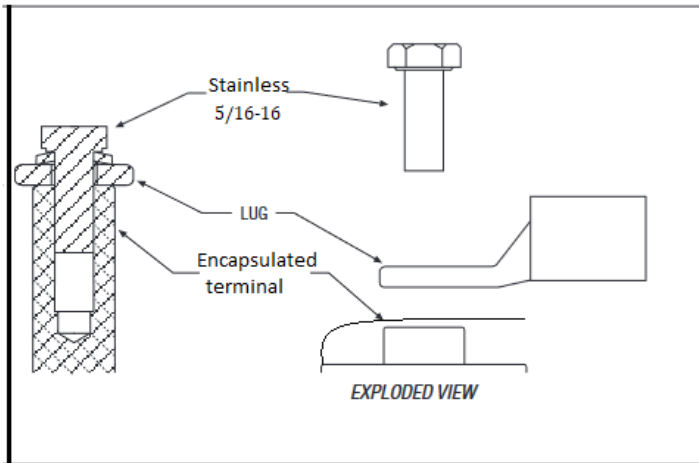 Stainless
5/16-16
LUG
Encapsulated
terminal
EXPLODED VIEW